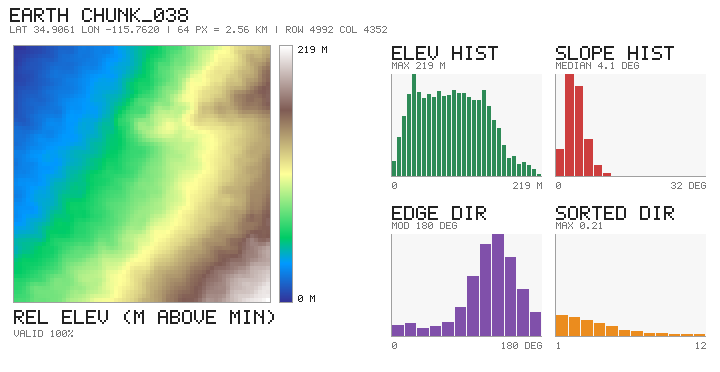 EARTH CHUNK_038
LAT 34.9061 LON -115.7620 | 64 PX = 2.56 KM | ROW 4992 COL 4352
219 M
0 M
REL ELEV (M ABOVE MIN)
VALID 100%
ELEV HIST
MAX 219 M
0 219 M
SLOPE HIST
MEDIAN 4.1 DEG
0 32 DEG
EDGE DIR
MOD 180 DEG
0 180 DEG
SORTED DIR
MAX 0.21
1 12